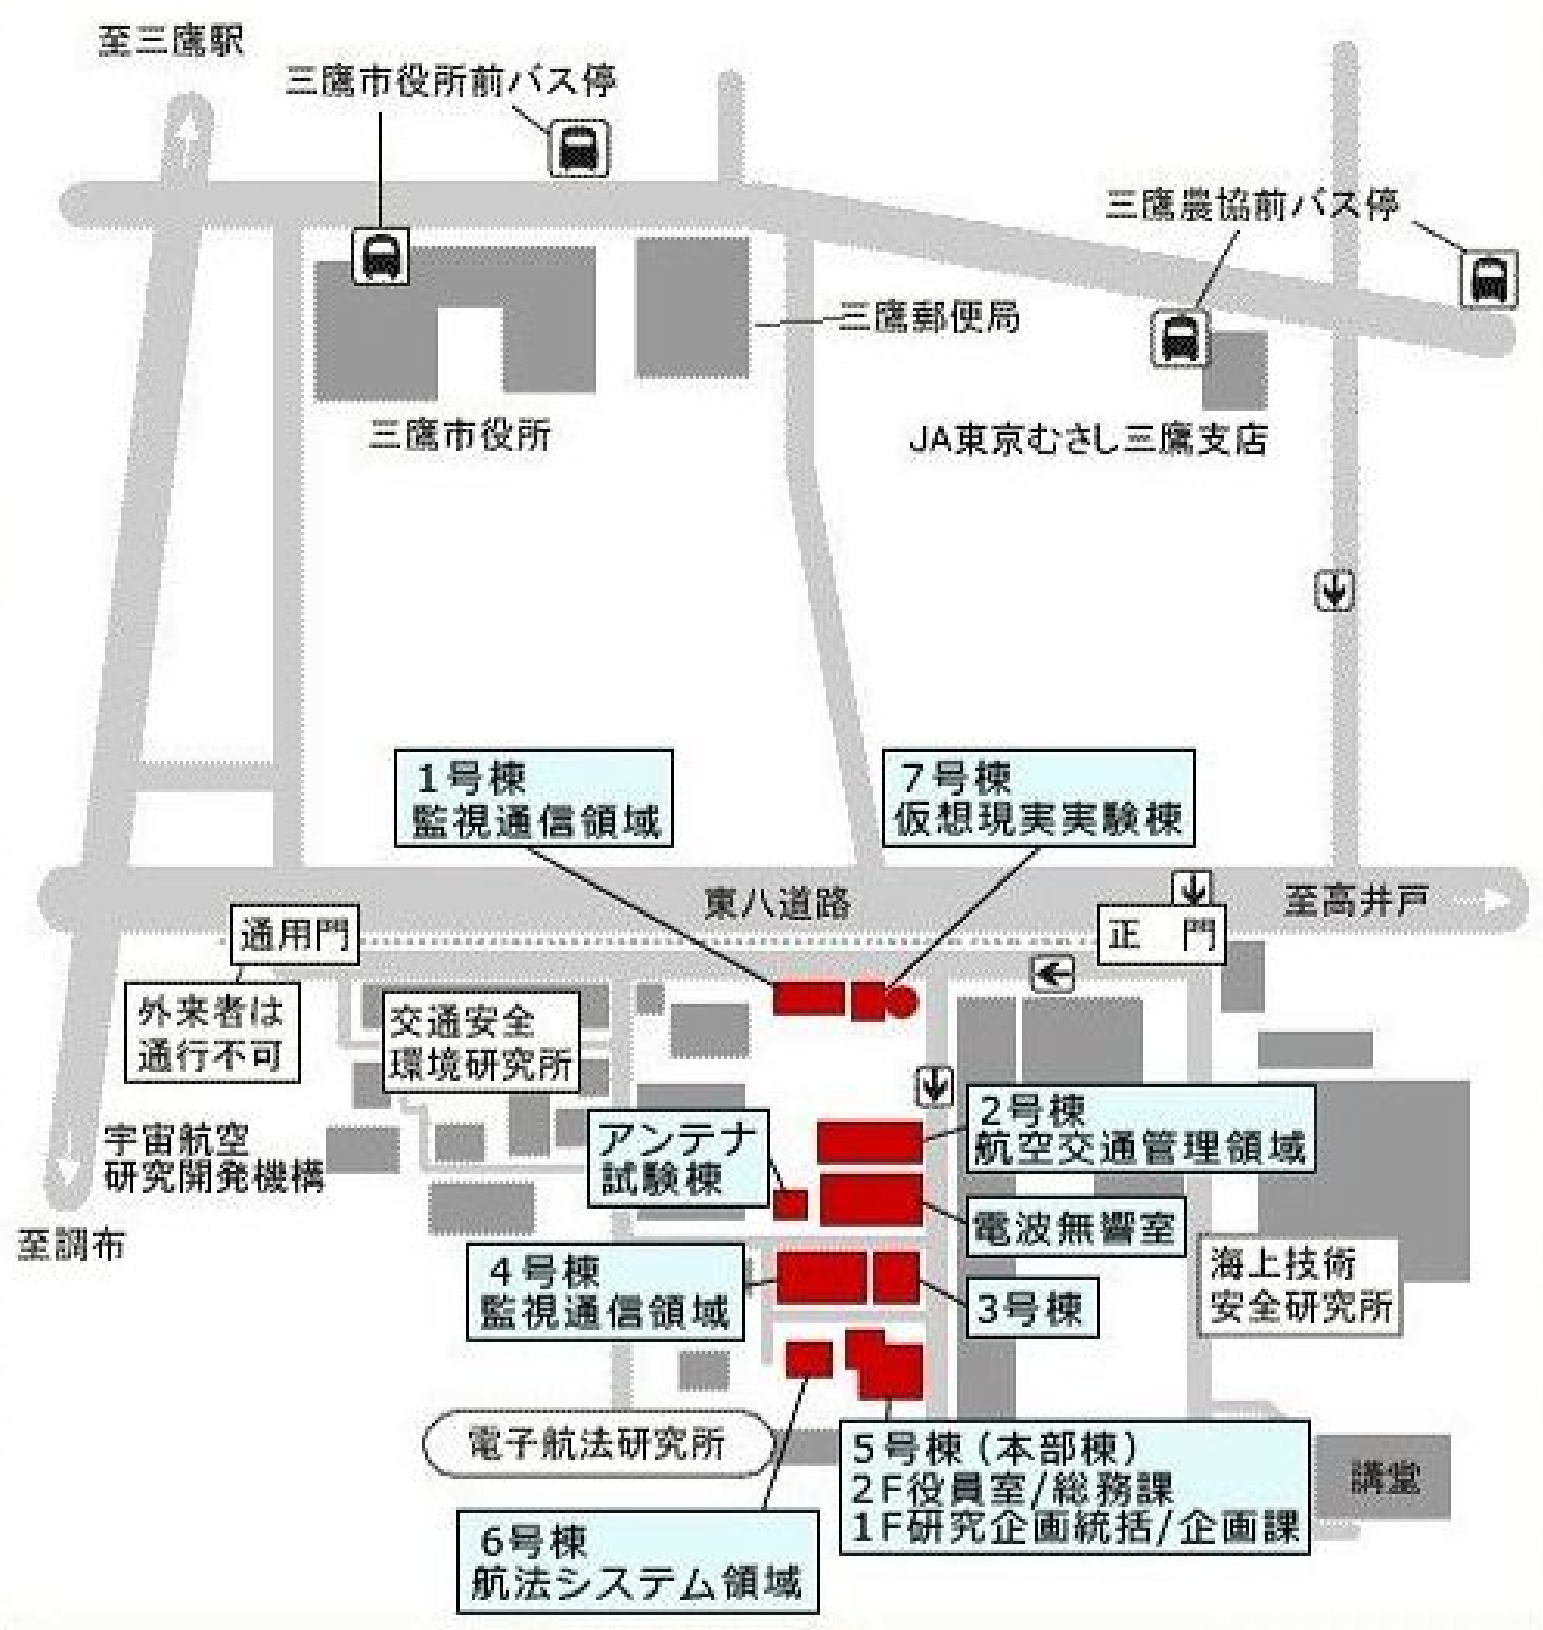 至三鷹駅
三鷹市役所前バス停
三鷹農協前バス停
三鷹郵便局
三鷹市役所
JA東京むさし三鷹支店
1号棟
監視通信領域
7号棟
仮想現実実験棟
東八道路
至高井戸
通用門
正 門
外来者は
通行不可
交通安全
環境研究所
宇宙航空
研究開発機構
至調布
アンテナ
試験棟
2号棟
航空交通管理領域
電波無響室
4号棟
監視通信領域
3号棟
海上技術
安全研究所
電子航法研究所
5号棟(本部棟)
2F役員室/総務課
1F研究企画統括/企画課
講堂
6号棟
航法システム領域